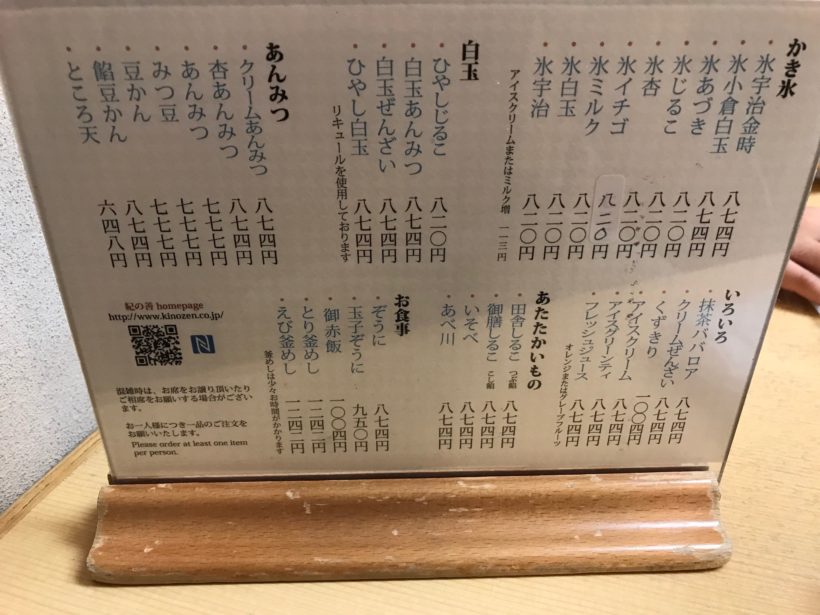 かき氷
・氷宇治金時 八七四円
・氷小倉白玉 八七四円
・氷あづき 八二〇円
・氷じるこ 八二〇円
・氷杏 八二〇円
・氷イチゴ 八二〇円
・氷ミルク 八二〇円
・氷白玉 八二〇円
・氷宇治 八二〇円
アイスクリームまたはミルク増 一一三円
白玉
・ひやしじるこ 八二〇円
・白玉あんみつ 八七四円
・白玉ぜんざい 八七四円
・ひやし白玉 八七四円
リキュールを使用しております
あんみつ
・クリームあんみつ 八七四円
・杏あんみつ 八七四円
・あんみつ 七七七円
・みつ豆 七七七円
・豆かん 七七七円
・餡豆かん 八七四円
・ところ天 六四八円
いろいろ
・抹茶ババロア 八七四円
・クリームぜんざい 八七四円
・くずきり 一〇〇四円
・アイスクリーム 八七四円
・アイスグリーンティ 八七四円
・フレッシュジュース 八七四円
オレンジまたはグレープフルーツ
あたたかいもの
・田舎しるこ つぶ餡 八七四円
・御膳しるこ こし餡 八七四円
・いそべ 八七四円
・あべ川 八七四円
お食事
・ぞうに 八七四円
・玉子ぞうに 九五〇円
・御赤飯 一〇〇四円
・とり釜めし 一二四二円
・えび釜めし 一二四二円
釜めしは少々お時間がかかります
紀の善 homepage
http://www.kinozen.co.jp/
混雑時は、お席をお譲り頂いたり
ご相席をお願いする場合がござい
ます。
お一人様につき一品のご注文を
お願いいたします。
Please order at least one item
per person.